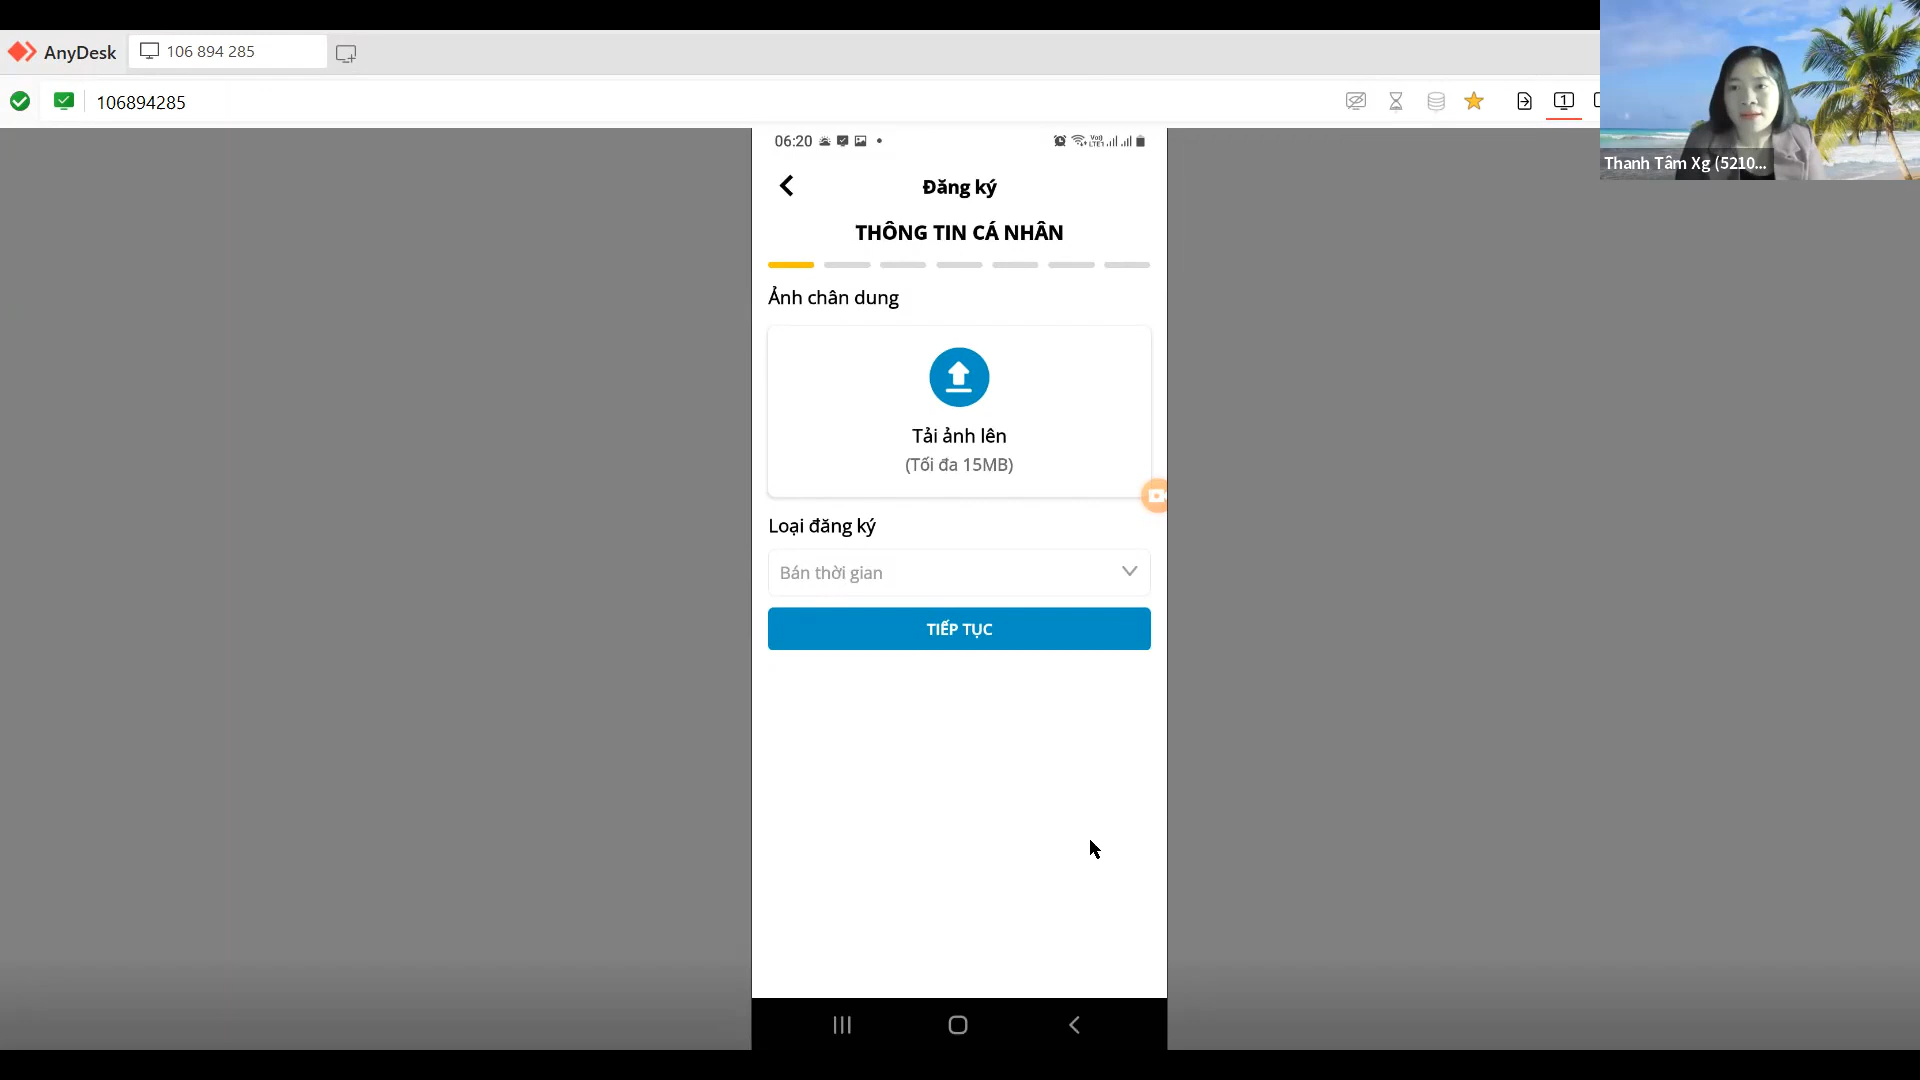 AnyDesk
106 894 285
106894285
1
Thanh Tâm Xg (5210...
06:20
Đăng ký
THÔNG TIN CÁ NHÂN
Ảnh chân dung
Tải ảnh lên
(Tối đa 15MB)
Loại đăng ký
Bán thời gian
TIẾP TỤC